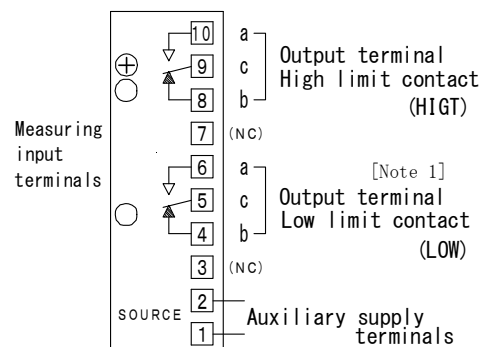 10 a
9 c Output terminal
8 b High limit contact
(HIGT)
7 (NC)
Measuring
input
terminals
6 a [Note 1]
5 c Output terminal
4 b Low limit contact
(LOW)
3 (NC)
SOURCE 2 Auxiliary supply
1 terminals